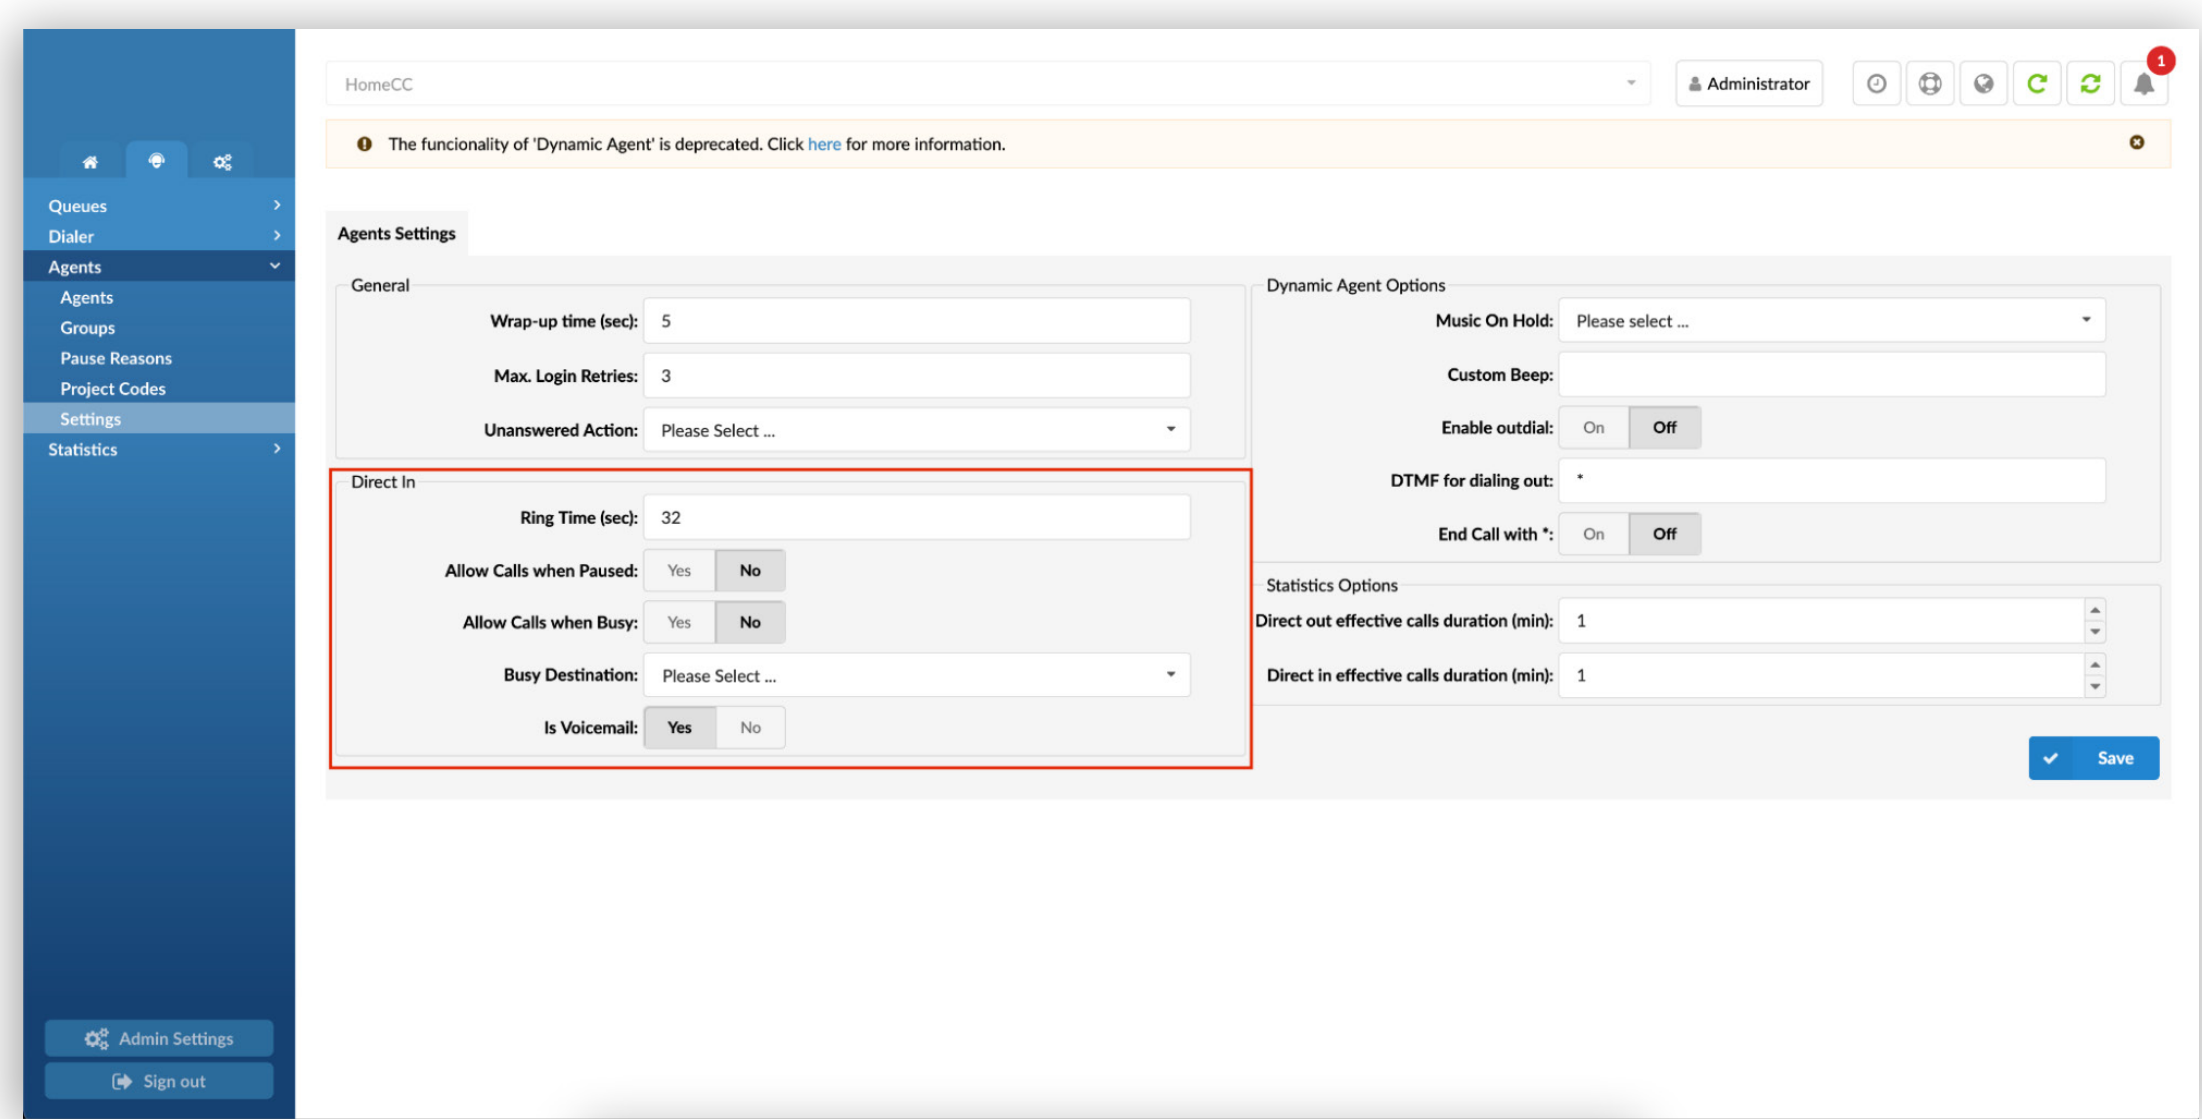 HomeCC
Administrator
1
The funcionality of 'Dynamic Agent' is deprecated. Click here for more information.
Queues
Dialer
Agents
Agents
Groups
Pause Reasons
Project Codes
Settings
Statistics
Admin Settings
Sign out
Agents Settings
General
Wrap-up time (sec): 5
Max. Login Retries: 3
Unanswered Action: Please Select ...
Direct In
Ring Time (sec): 32
Allow Calls when Paused: Yes No
Allow Calls when Busy: Yes No
Busy Destination: Please Select ...
Is Voicemail: Yes No
Dynamic Agent Options
Music On Hold: Please select ...
Custom Beep:
Enable outdial: On Off
DTMF for dialing out: *
End Call with *: On Off
Statistics Options
Direct out effective calls duration (min): 1
Direct in effective calls duration (min): 1
Save